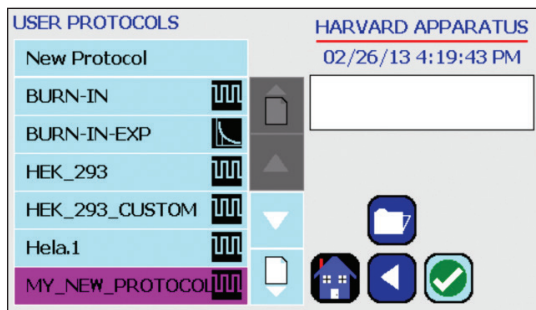 USER PROTOCOLS
New Protocol
BURN-IN
BURN-IN-EXP
HEK_293
HEK_293_CUSTOM
Hela.1
MY_NEW_PROTOCOL
HARVARD APPARATUS
02/26/13 4:19:43 PM